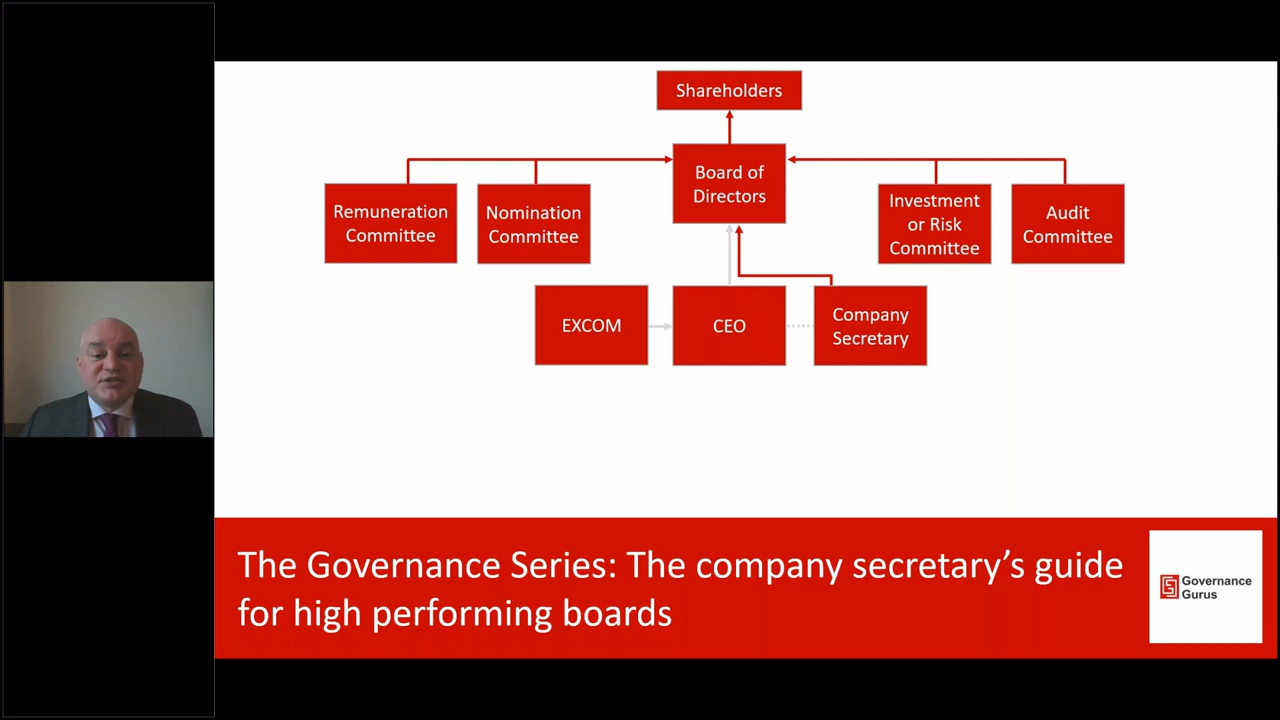 Shareholders
Board of
Directors
Remuneration
Committee
Nomination
Committee
Investment
or Risk
Committee
Audit
Committee
EXCOM
CEO
Company
Secretary
The Governance Series: The company secretary’s guide
for high performing boards
Governance
Gurus